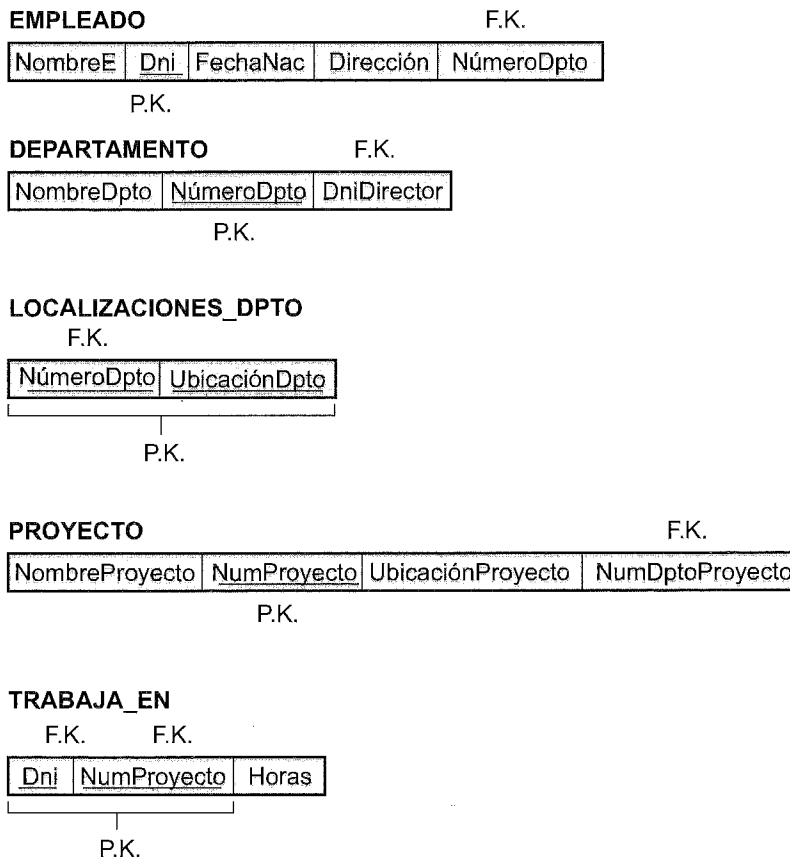 EMPLEADO F.K.
NombreE Dni FechaNac Dirección NúmeroDpto
P.K.
DEPARTAMENTO F.K.
NombreDpto NúmeroDpto DniDirector
P.K.
LOCALIZACIONES_DPTO
F.K.
NúmeroDpto UbicaciónDpto
P.K.
PROYECTO F.K.
NombreProyecto NumProyecto UbicaciónProyecto NumDptoProyecto
P.K.
TRABAJA_EN
F.K. F.K.
Dni NumProyecto Horas
P.K.